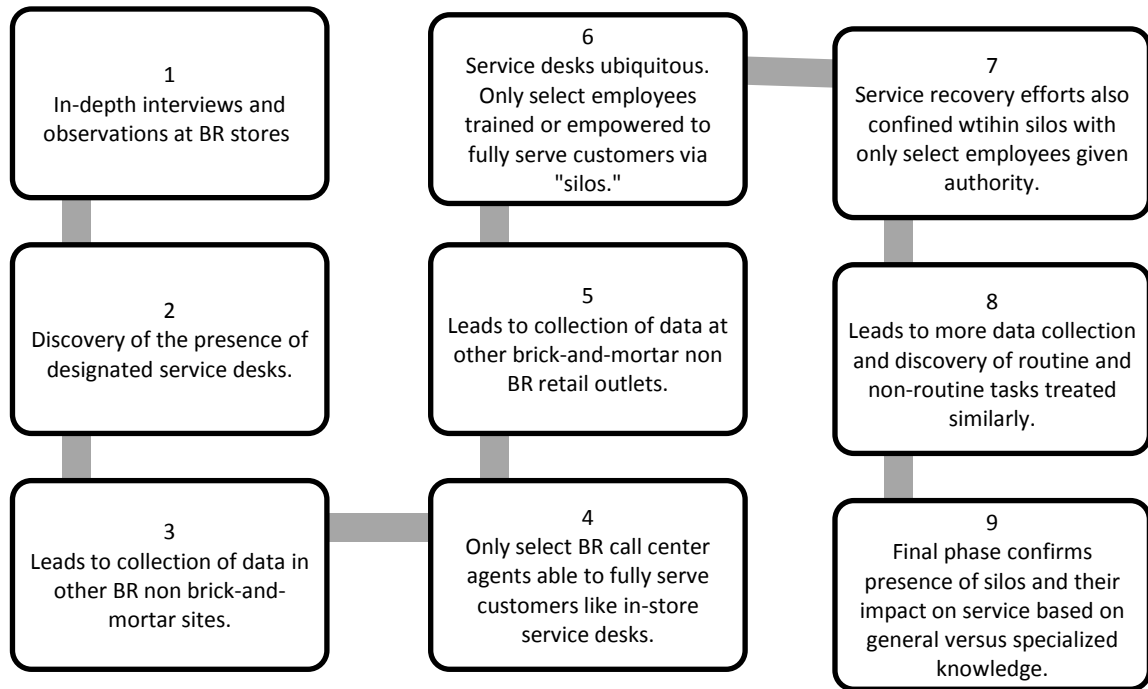 1
In-depth interviews and
observations at BR stores
2
Discovery of the presence of
designated service desks.
3
Leads to collection of data in
other BR non brick-and-
mortar sites.
4
Only select BR call center
agents able to fully serve
customers like in-store
service desks.
5
Leads to collection of data at
other brick-and-mortar non
BR retail outlets.
6
Service desks ubiquitous.
Only select employees
trained or empowered to
fully serve customers via
"silos."
7
Service recovery efforts also
confined wtihin silos with
only select employees given
authority.
8
Leads to more data collection
and discovery of routine and
non-routine tasks treated
similarly.
9
Final phase confirms
presence of silos and their
impact on service based on
general versus specialized
knowledge.